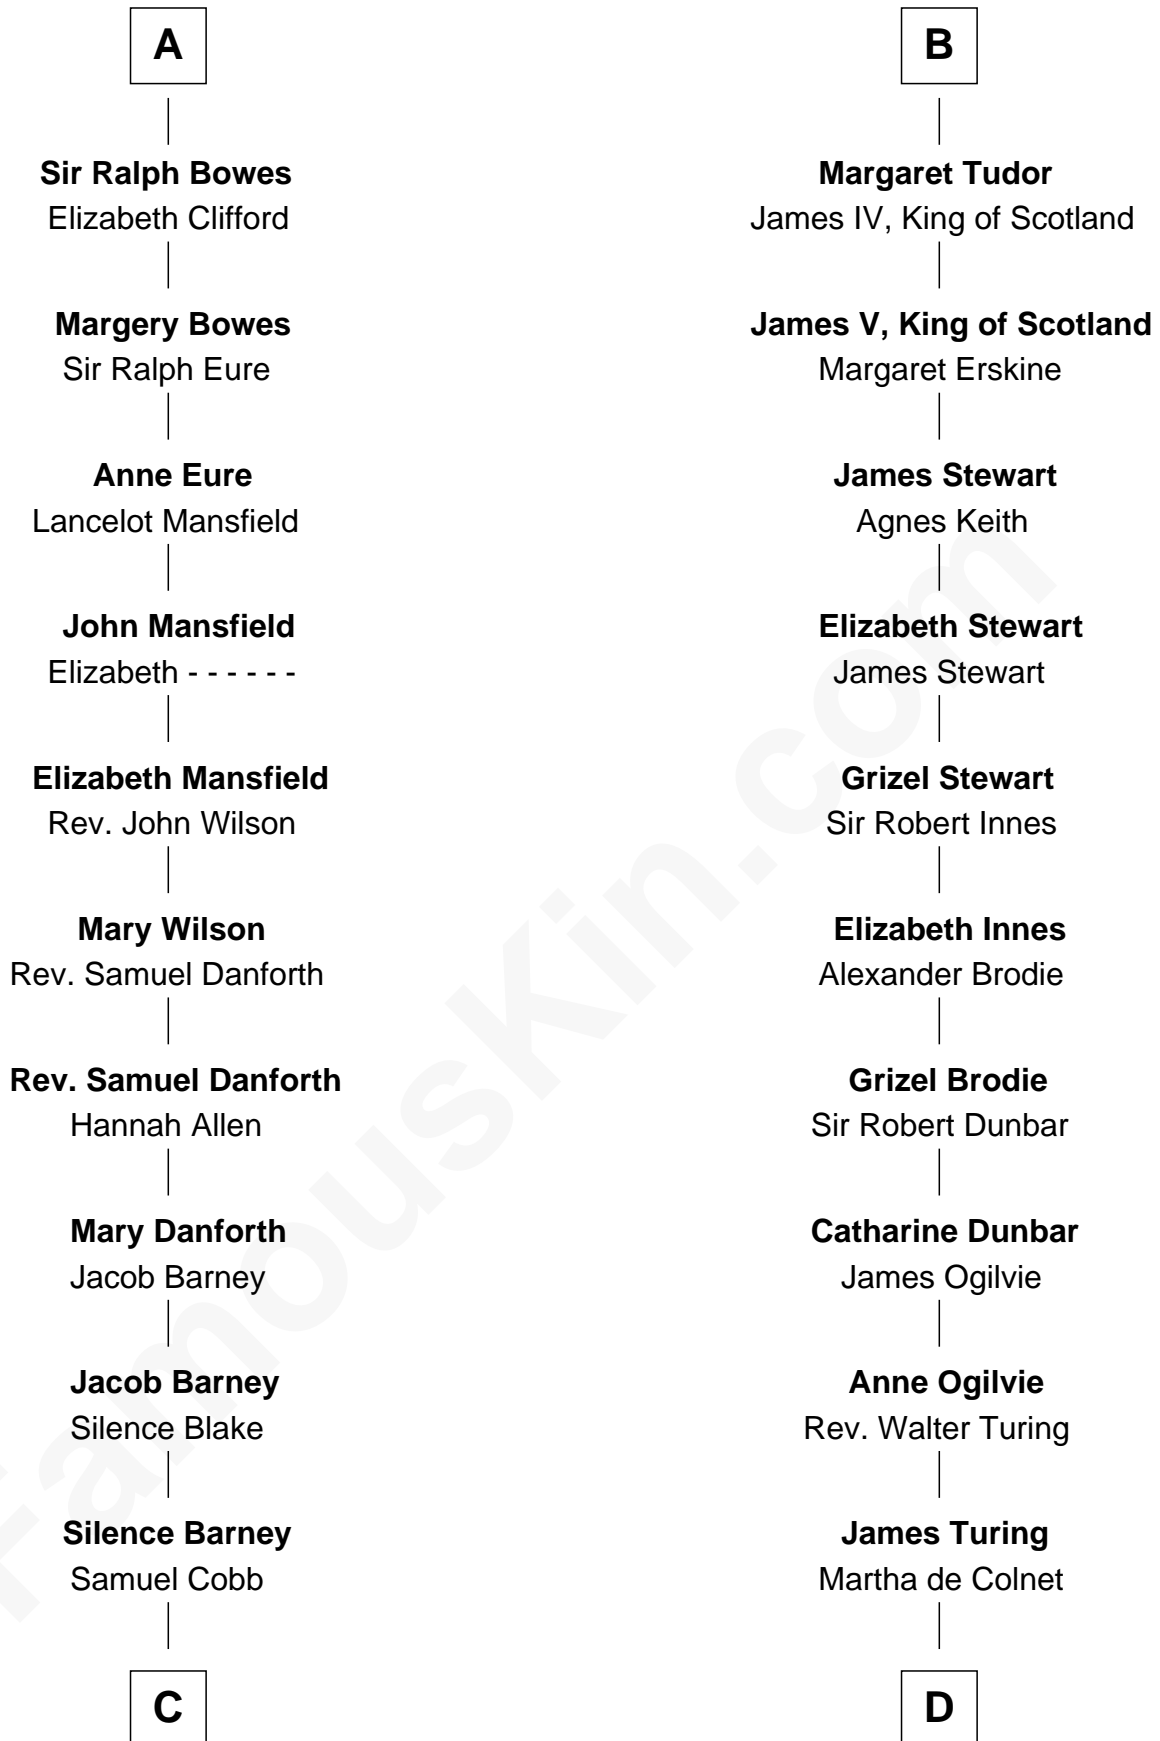 A
Sir Ralph Bowes
Elizabeth Clifford
Margery Bowes
Sir Ralph Eure
Anne Eure
Lancelot Mansfield
John Mansfield
Elizabeth - - - - - -
Elizabeth Mansfield
Rev. John Wilson
Mary Wilson
Rev. Samuel Danforth
Rev. Samuel Danforth
Hannah Allen
Mary Danforth
Jacob Barney
Jacob Barney
Silence Blake
Silence Barney
Samuel Cobb
C
B
Margaret Tudor
James IV, King of Scotland
James V, King of Scotland
Margaret Erskine
James Stewart
Agnes Keith
Elizabeth Stewart
James Stewart
Grizel Stewart
Sir Robert Innes
Elizabeth Innes
Alexander Brodie
Grizel Brodie
Sir Robert Dunbar
Catharine Dunbar
James Ogilvie
Anne Ogilvie
Rev. Walter Turing
James Turing
Martha de Colnet
D
FamousKin.com